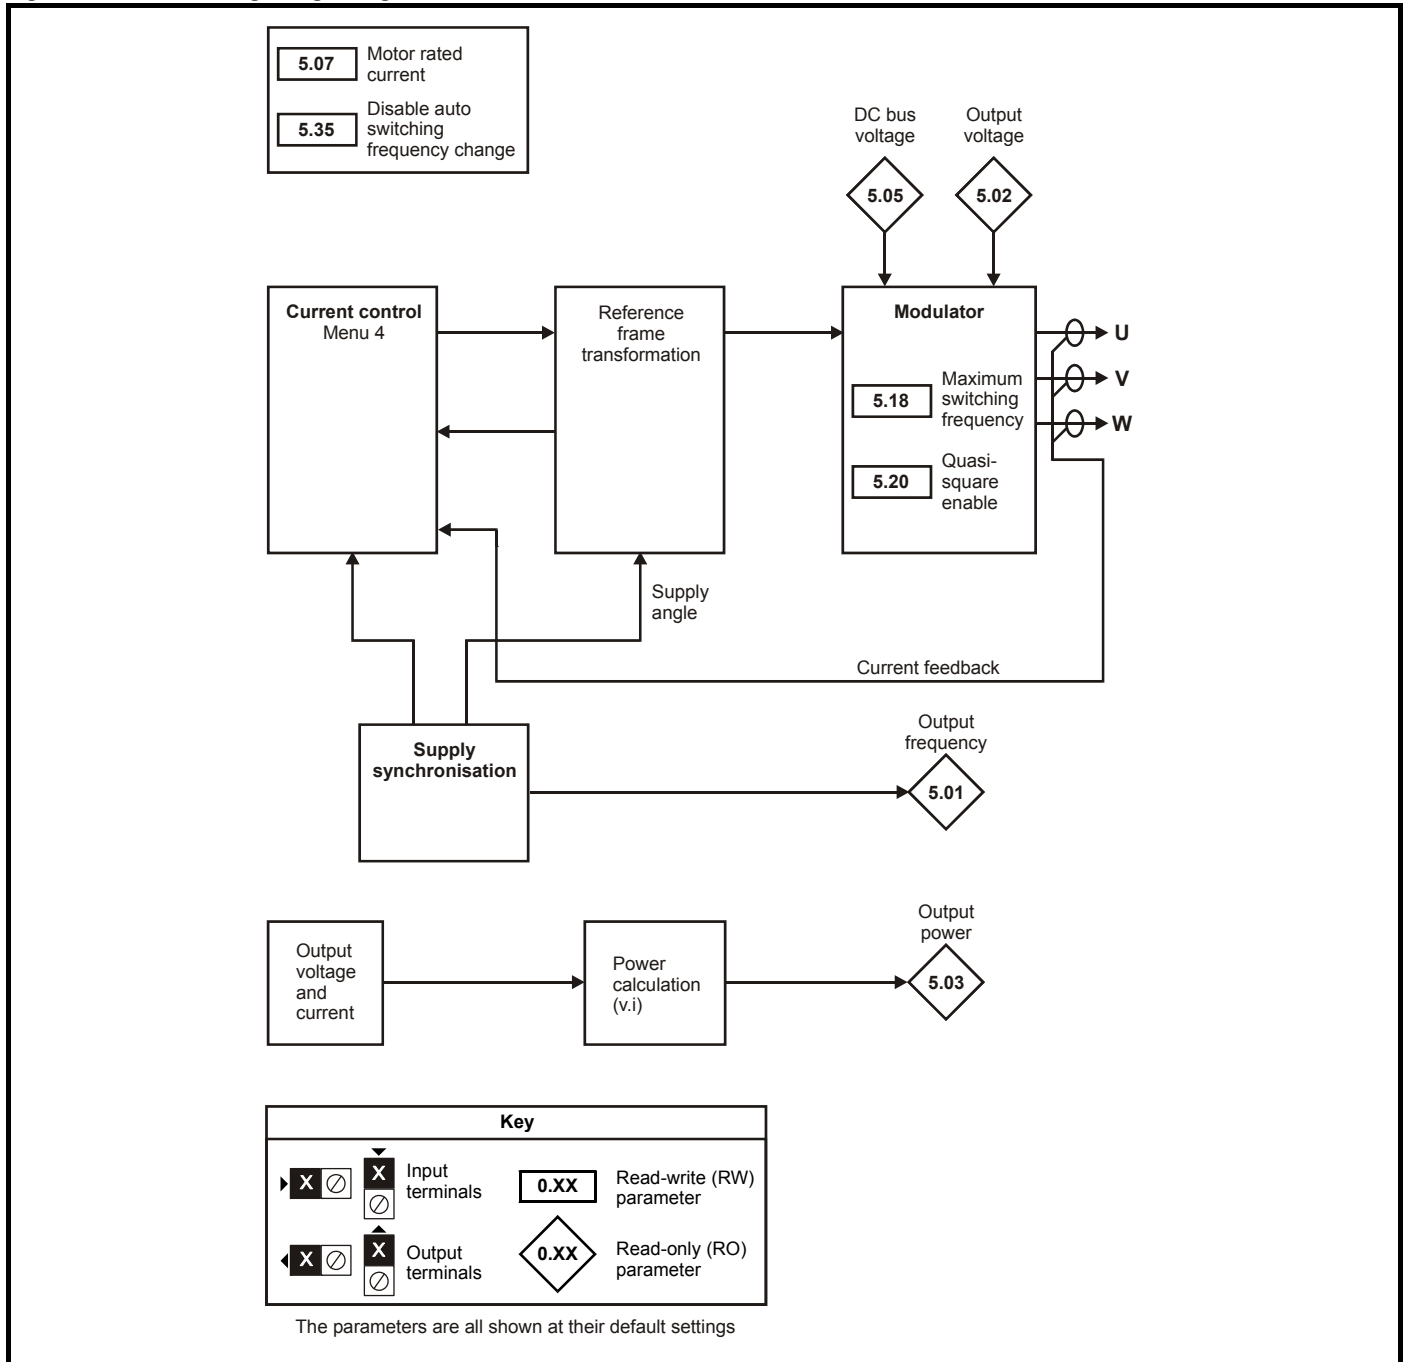 5.07
Motor rated
current
5.35
Disable auto
switching
frequency change
DC bus
voltage
Output
voltage
5.05
5.02
Current control
Menu 4
Reference
frame
transformation
Modulator
U
V
W
5.18
Maximum
switching
frequency
5.20
Quasi-
square
enable
Supply
angle
Current feedback
Supply
synchronisation
Output
frequency
5.01
Output
voltage
and
current
Power
calculation
(v.i)
Output
power
5.03
Key
X
X
Input
terminals
0.XX
Read-write (RW)
parameter
X
X
Output
terminals
0.XX
Read-only (RO)
parameter
The parameters are all shown at their default settings